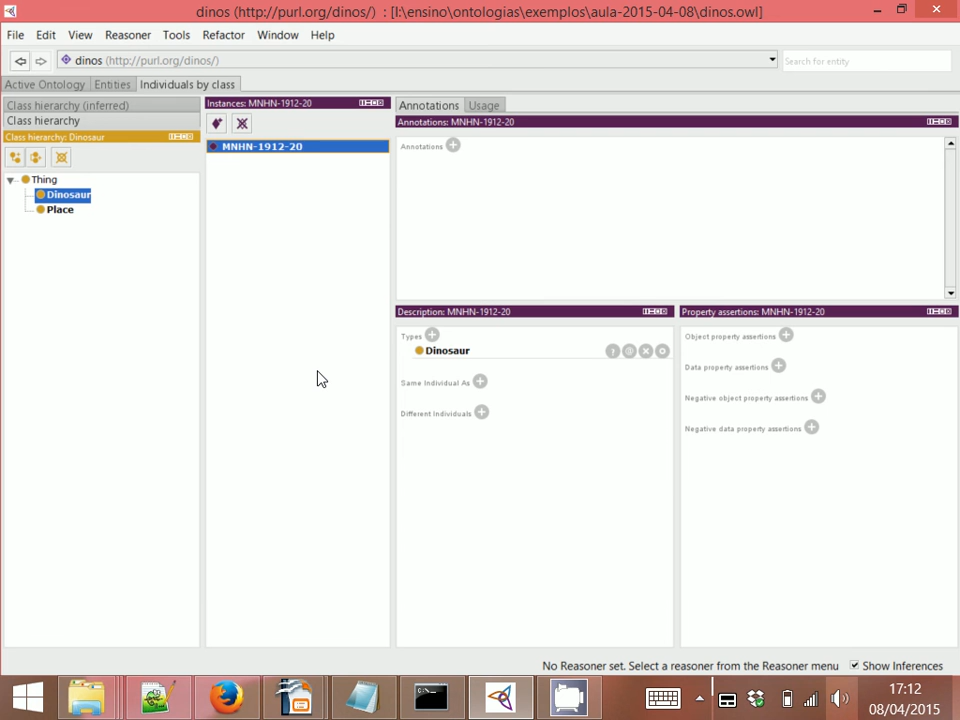 dinos (http://purl.org/dinos/) : [I:\ensino\ontologias\exemplos\aula-2015-04-08\dinos.owl]
File Edit View Reasoner Tools Refactor Window Help
dinos (http://purl.org/dinos/)
Search for entity
Active Ontology Entities Individuals by class
Class hierarchy (inferred)
Class hierarchy
Class hierarchy: Dinosaur
Thing
Dinosaur
Place
Instances: MNHN-1912-20
MNHN-1912-20
Annotations Usage
Annotations: MNHN-1912-20
Annotations
Description: MNHN-1912-20
Types
Dinosaur
Same Individual As
Different Individuals
Property assertions: MNHN-1912-20
Object property assertions
Data property assertions
Negative object property assertions
Negative data property assertions
No Reasoner set. Select a reasoner from the Reasoner menu
Show Inferences
17:12
08/04/2015